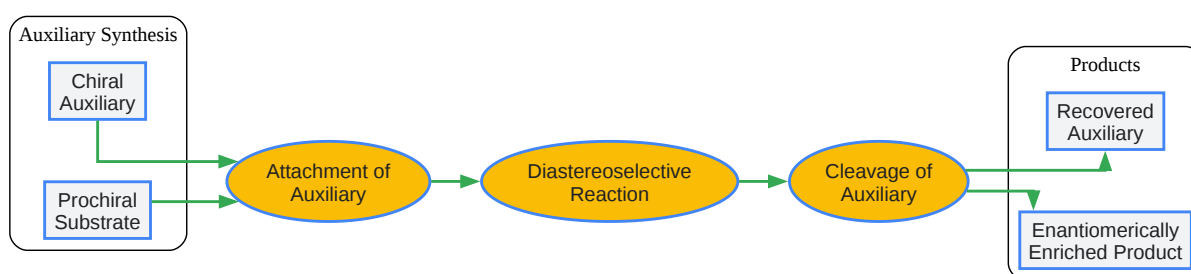 Auxiliary Synthesis
Chiral
Auxiliary
Prochiral
Substrate
Attachment of
Auxiliary
Diastereoselective
Reaction
Cleavage of
Auxiliary
Products
Recovered
Auxiliary
Enantiomerically
Enriched Product